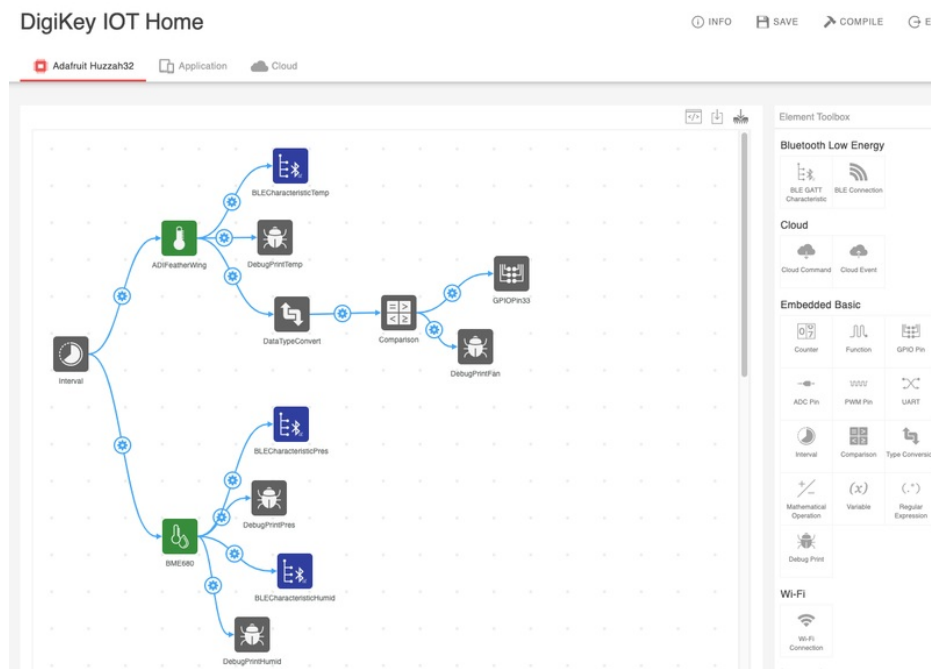 DigiKey IOT Home
INFO
SAVE
COMPILE
E
Adafruit Huzzah32
Application
Cloud
Element Toolbox
BLECharacteristicTemp
ADIFeatherWing
DebugPrintTemp
DataTypeConvert
Comparison
GPIOPin33
DebugPrintFan
Interval
BLECharacteristicPres
DebugPrintPres
BME680
BLECharacteristicHumid
DebugPrintHumid
Bluetooth Low Energy
BLE GATT
Characteristic
BLE Connection
Cloud
Cloud Command
Cloud Event
Embedded Basic
Counter
Function
GPIO Pin
ADC Pin
PWM Pin
UART
Interval
Comparison
Type Conversio
Mathematical
Operation
Variable
Regular
Expression
Debug Print
Wi-Fi
Wi-Fi
Connection